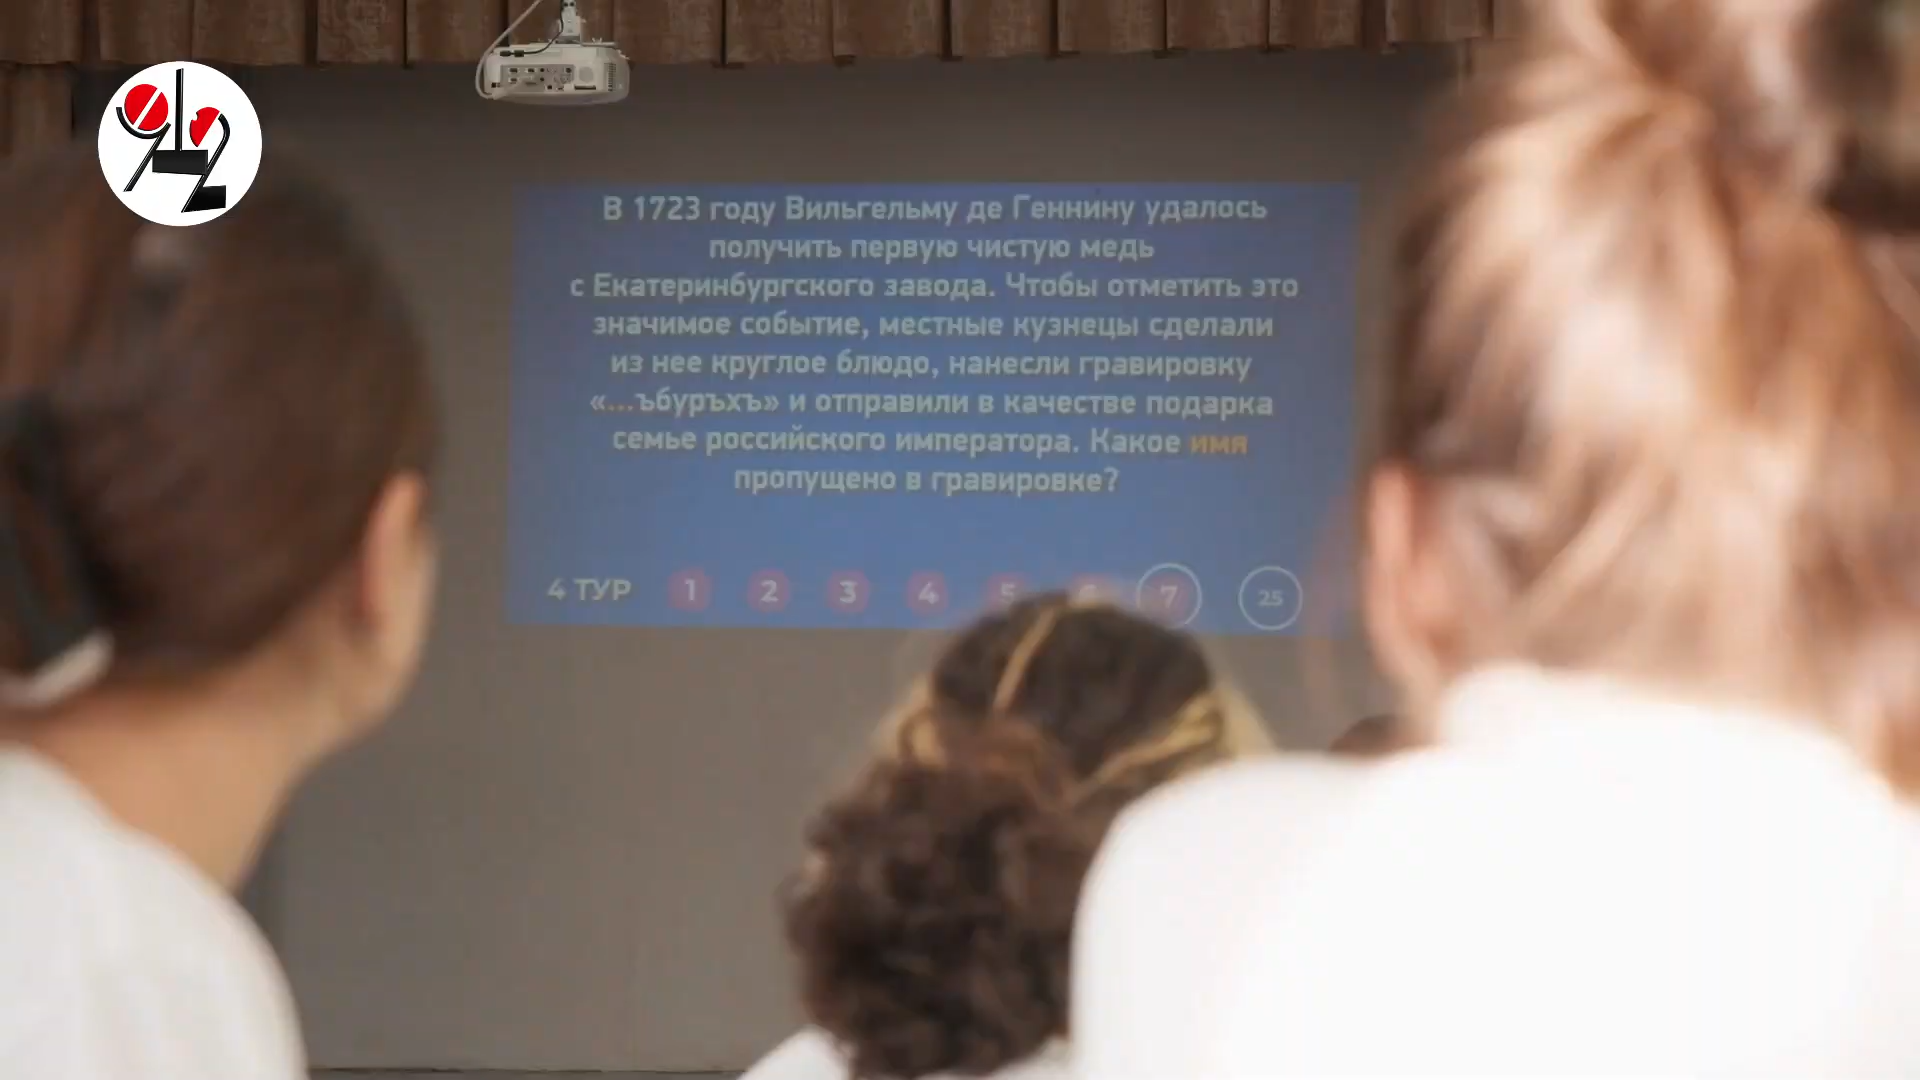 В 1723 году Вильгельму де Геннину удалось
получить первую чистую медь
с Екатеринбургского завода. Чтобы отметить это
значимое событие, местные кузнецы сделали
из нее круглое блюдо, нанесли гравировку
«...ъбуръхъ» и отправили в качестве подарка
семье российского императора. Какое имя
пропущено в гравировке?
4 ТУР 1 2 3 4 5 6 7 25